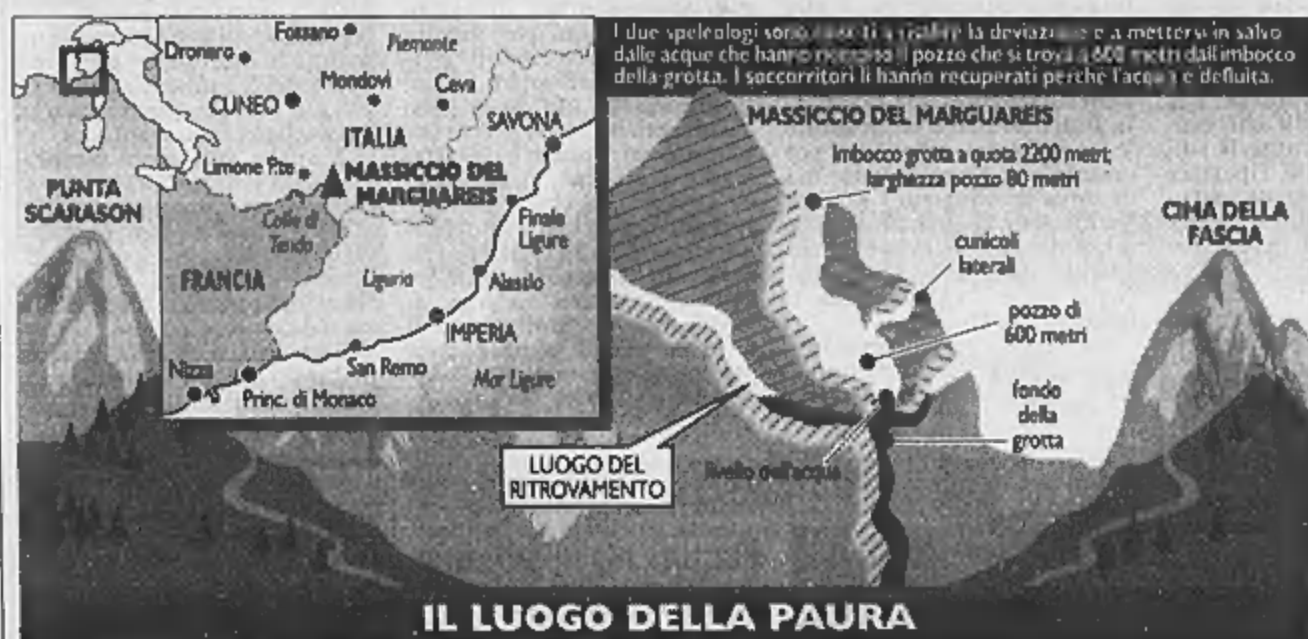 I due speleologi sono la deviazione e a mettersi in salvo
dalle acque che hanno il pozzo che si trova a 600 metri dall'imbocco
della grotta. I soccorritori li hanno recuperati perché l'acqua è defluita.
Fossano
Piemonte
Dronero
Mondovì
Ceva
CUNEO
SAVONA
ITALIA
Limone P.te
MASSICCIO DEL
MARGUAREIS
Colle di
Tenda
Finale
Ligure
FRANCIA
Liguria
Alassio
IMPERIA
San Remo
Nizza
Mar Ligure
Princ. di Monaco
PUNTA
SCARASON
MASSICCIO DEL MARGUAREIS
Imbocco grotta a quota 2200 metri;
larghezza pozzo 80 metri
CIMA DELLA
FASCIA
cunicoli
laterali
pozzo di
600 metri
fondo
della
grotta
LUOGO DEL
RITROVAMENTO
livello dell'acqua
IL LUOGO DELLA PAURA